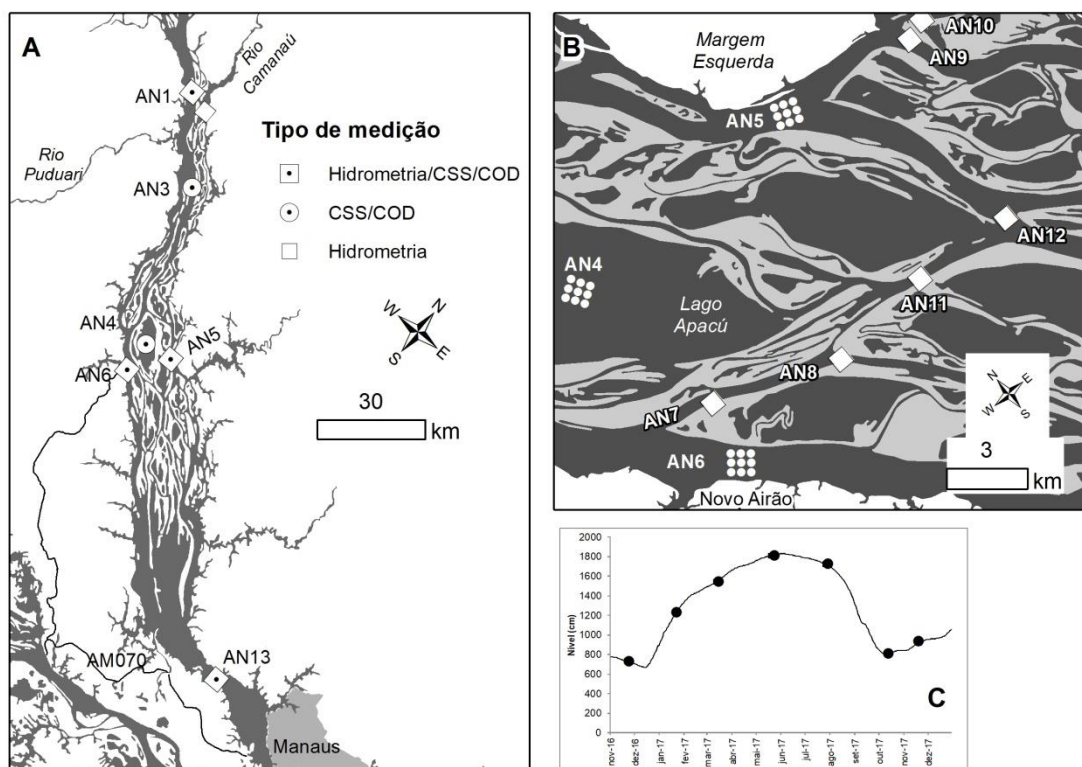 A
Rio
Camanaú
AN1
Tipo de medição
Rio
Puduari
Hidrometria/CSS/COD
AN3
CSS/COD
Hidrometria
N
W
E
S
AN4
AN5
AN6
30
km
AM070
AN13
Manaus
B
Margem
Esquerda
AN10
AN9
AN5
AN12
AN4
Lago
Apacú
AN11
AN8
N
E
W
S
AN7
3
km
AN6
Novo Airão
2000
1800
1600
1400
1200
1000
800
600
400
200
0
Nível (cm)
C
nov-16
dez-16
jan-17
fev-17
mar-17
abr-17
mai-17
jun-17
jul-17
ago-17
set-17
out-17
nov-17
dez-17